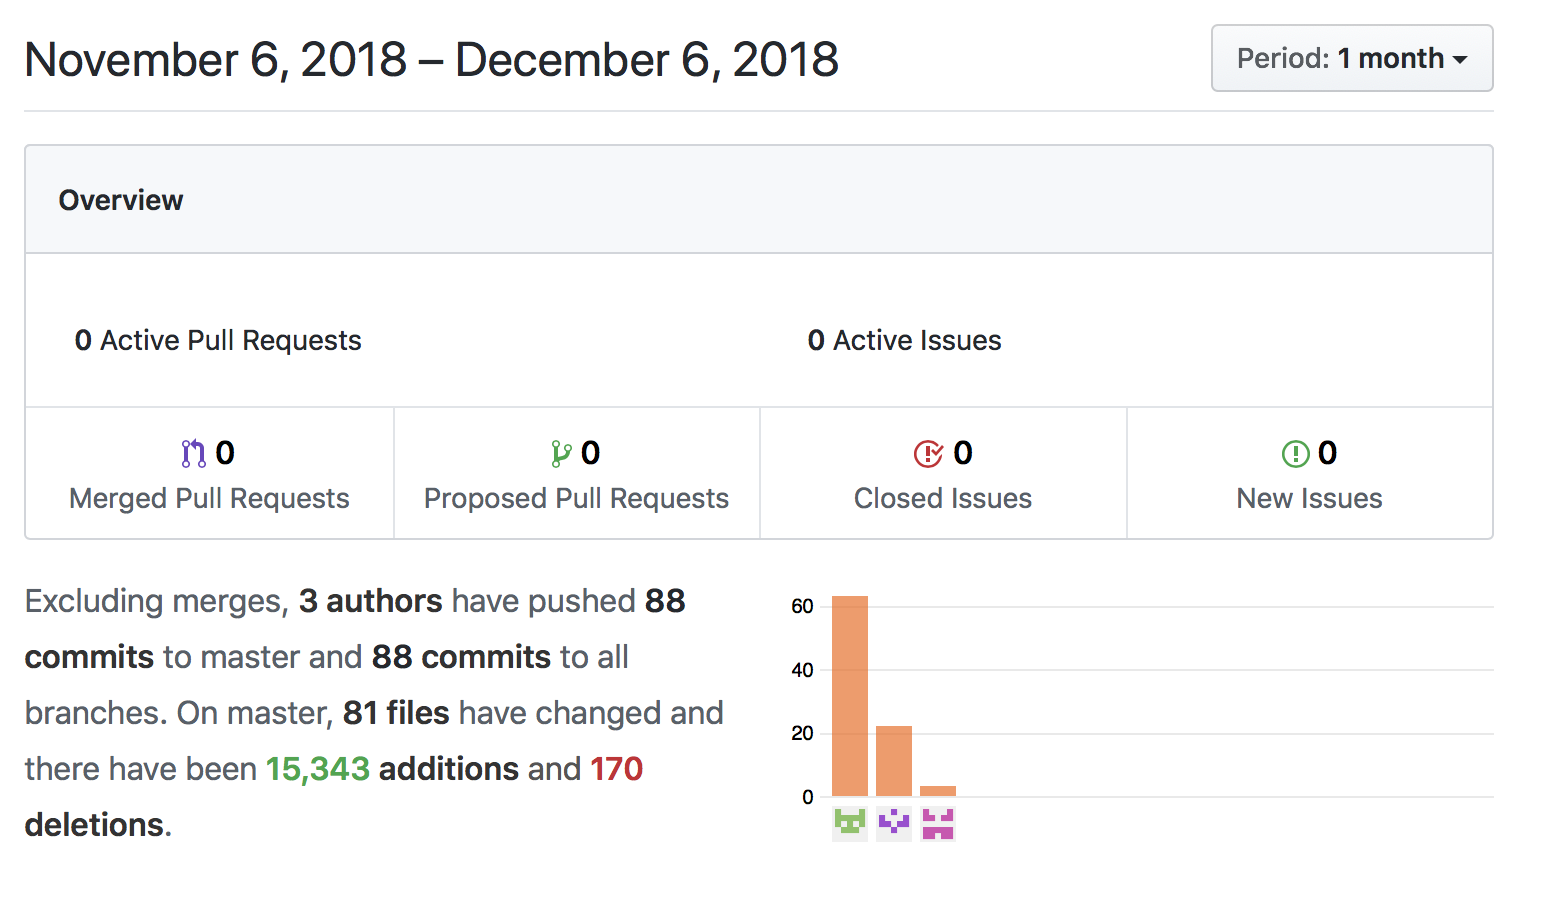 November 6, 2018 – December 6, 2018
Period: 1 month
Overview
0 Active Pull Requests
0 Active Issues
0
Merged Pull Requests
0
Proposed Pull Requests
0
Closed Issues
0
New Issues
Excluding merges, 3 authors have pushed 88
commits to master and 88 commits to all
branches. On master, 81 files have changed and
there have been 15,343 additions and 170
deletions.
60
40
20
0